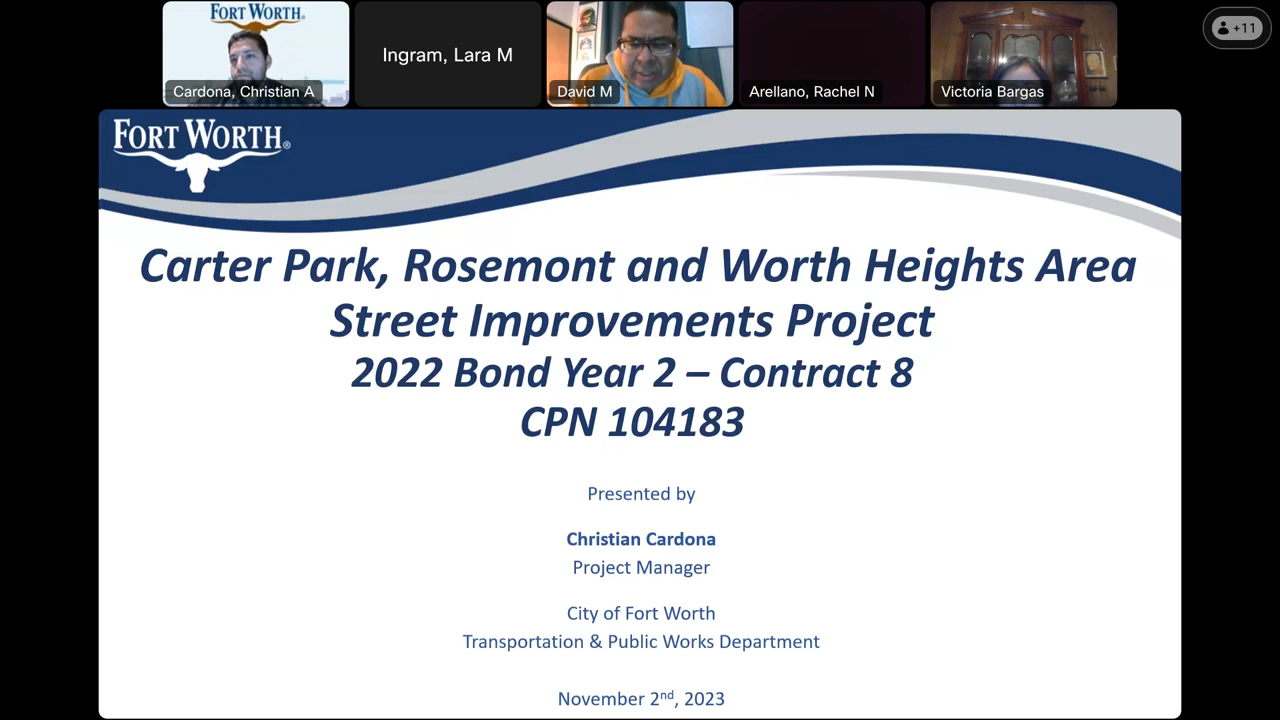 FORT WORTH®
Cardona, Christian A
Ingram, Lara M
David M
Arellano, Rachel N
Victoria Bargas
+11
FORT WORTH®
Carter Park, Rosemont and Worth Heights Area
Street Improvements Project
2022 Bond Year 2 – Contract 8
CPN 104183
Presented by
Christian Cardona
Project Manager
City of Fort Worth
Transportation & Public Works Department
November 2nd, 2023